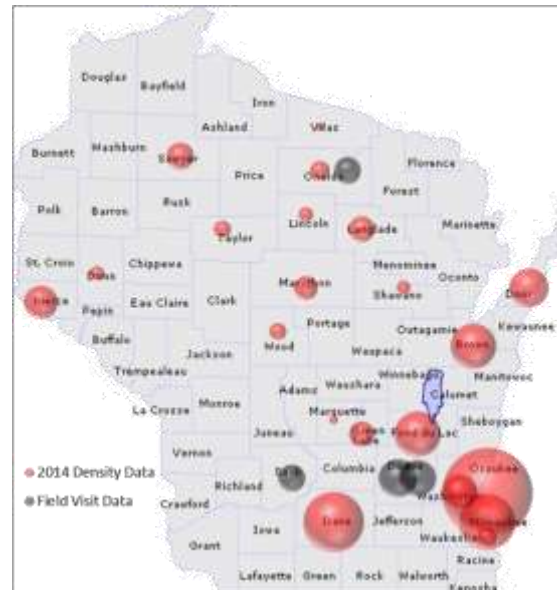 Douglas
Bayfield
Iron
Vilas
Ashland
Burnett
Washburn
Sawyer
Florence
Price
Oneida
Forest
Polk
Barron
Rusk
Lincoln
Langlade
Marinette
Taylor
St. Croix
Chippewa
Menominee
Oconto
Dunn
Marathon
Shawano
Door
Pierce
Pepin
Eau Claire
Clark
Kewaunee
Buffalo
Portage
Outagamie
Wood
Waupaca
Brown
Jackson
Trempealeau
Winnebago
Manitowoc
Adams
Waushara
Calumet
La Crosse
Monroe
Marquette
Juneau
Green
Lake
Fond du Lac
Sheboygan
Vernon
Columbia
Dodge
Ozaukee
2014 Density Data
Richland
Field Visit Data
Crawford
Iowa
Jefferson
Waukesha
Milwaukee
Grant
Racine
Lafayette
Green
Rock
Walworth
Kenosha